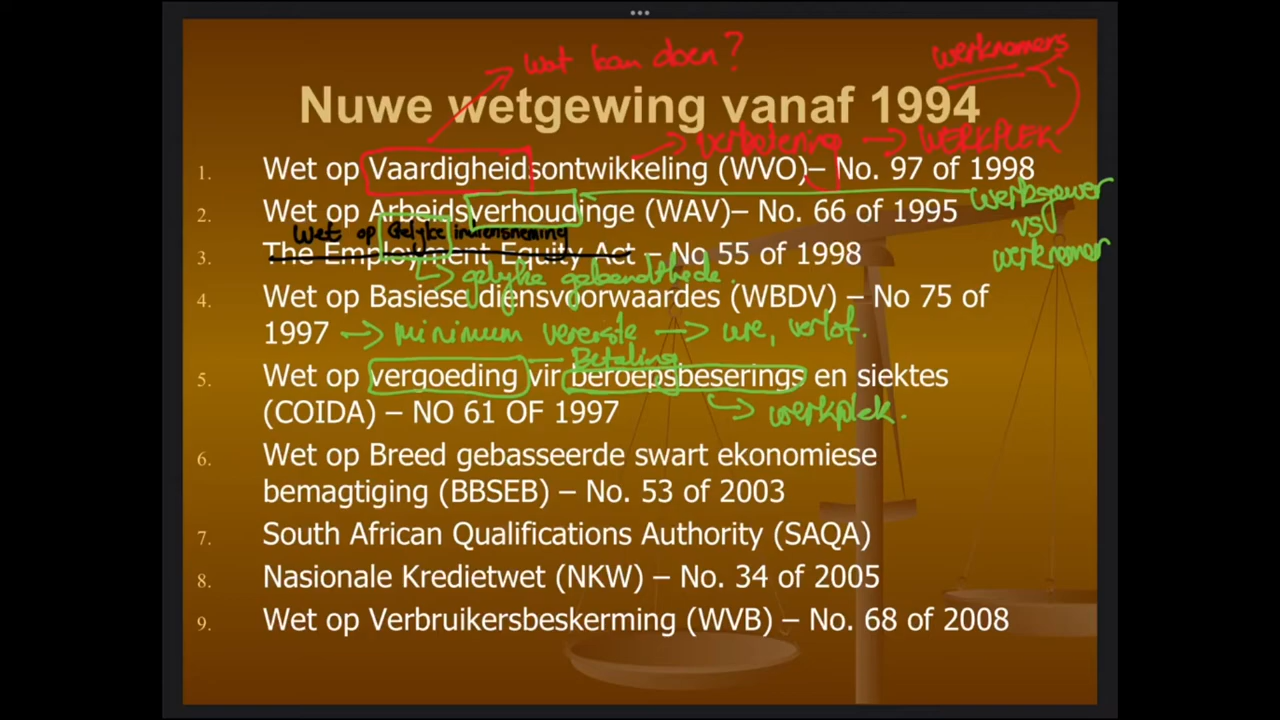 werknemers
wat kan doen?
Nuwe wetgewing vanaf 1994
verbetering → WERKPLEK
1. Wet op Vaardigheidsontwikkeling (WVO)– No. 97 of 1998
werksgewer
vs
werknemer
2. Wet op Arbeidsverhoudinge (WAV)– No. 66 of 1995
Wet op Gelyke indiensneming
3. The Employment Equity Act – No 55 of 1998
gelyke geleenthede.
4. Wet op Basiese diensvoorwaardes (WBDV) – No 75 of
1997 → minimum vereiste → ure, verlof.
Betaling
5. Wet op vergoeding vir beroepsbeserings en siektes
(COIDA) – NO 61 OF 1997
werkplek.
6. Wet op Breed gebasseerde swart ekonomiese
bemagtiging (BBSEB) – No. 53 of 2003
7. South African Qualifications Authority (SAQA)
8. Nasionale Kredietwet (NKW) – No. 34 of 2005
9. Wet op Verbruikersbeskerming (WVB) – No. 68 of 2008